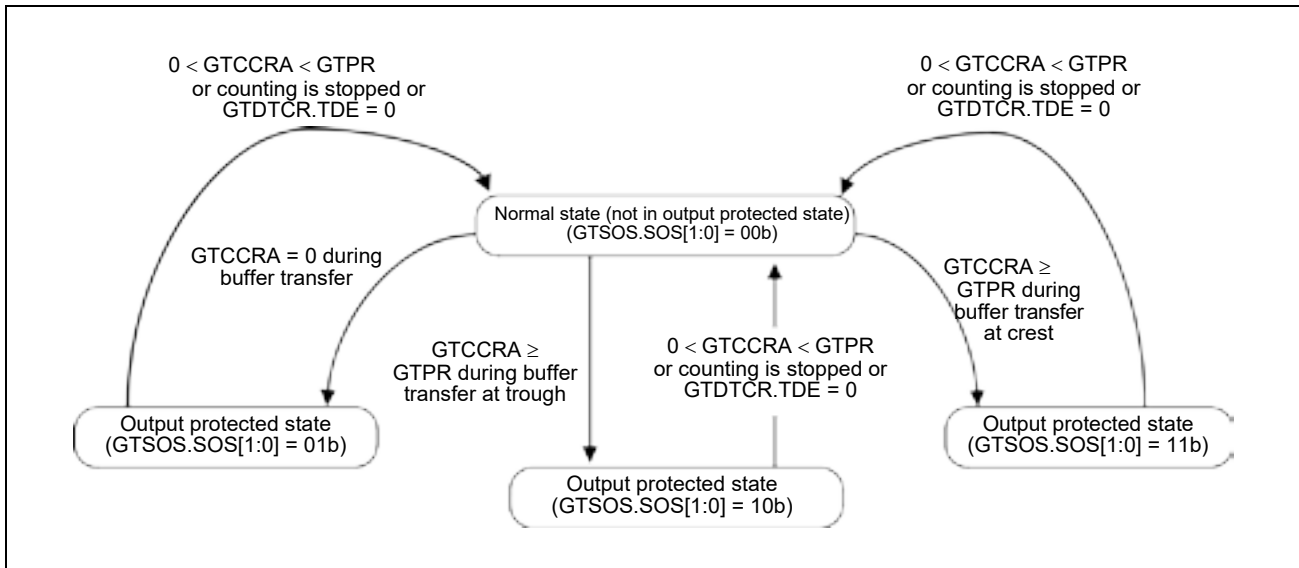 0 < GTCCRA < GTPR
or counting is stopped or
GTDTCR.TDE = 0
0 < GTCCRA < GTPR
or counting is stopped or
GTDTCR.TDE = 0
Normal state (not in output protected state)
(GTSOS.SOS[1:0] = 00b)
GTCCRA = 0 during
buffer transfer
GTCCRA ≥
GTPR during buffer
transfer at trough
0 < GTCCRA < GTPR
or counting is stopped or
GTDTCR.TDE = 0
GTCCRA ≥
GTPR during
buffer transfer
at crest
Output protected state
(GTSOS.SOS[1:0] = 01b)
Output protected state
(GTSOS.SOS[1:0] = 10b)
Output protected state
(GTSOS.SOS[1:0] = 11b)